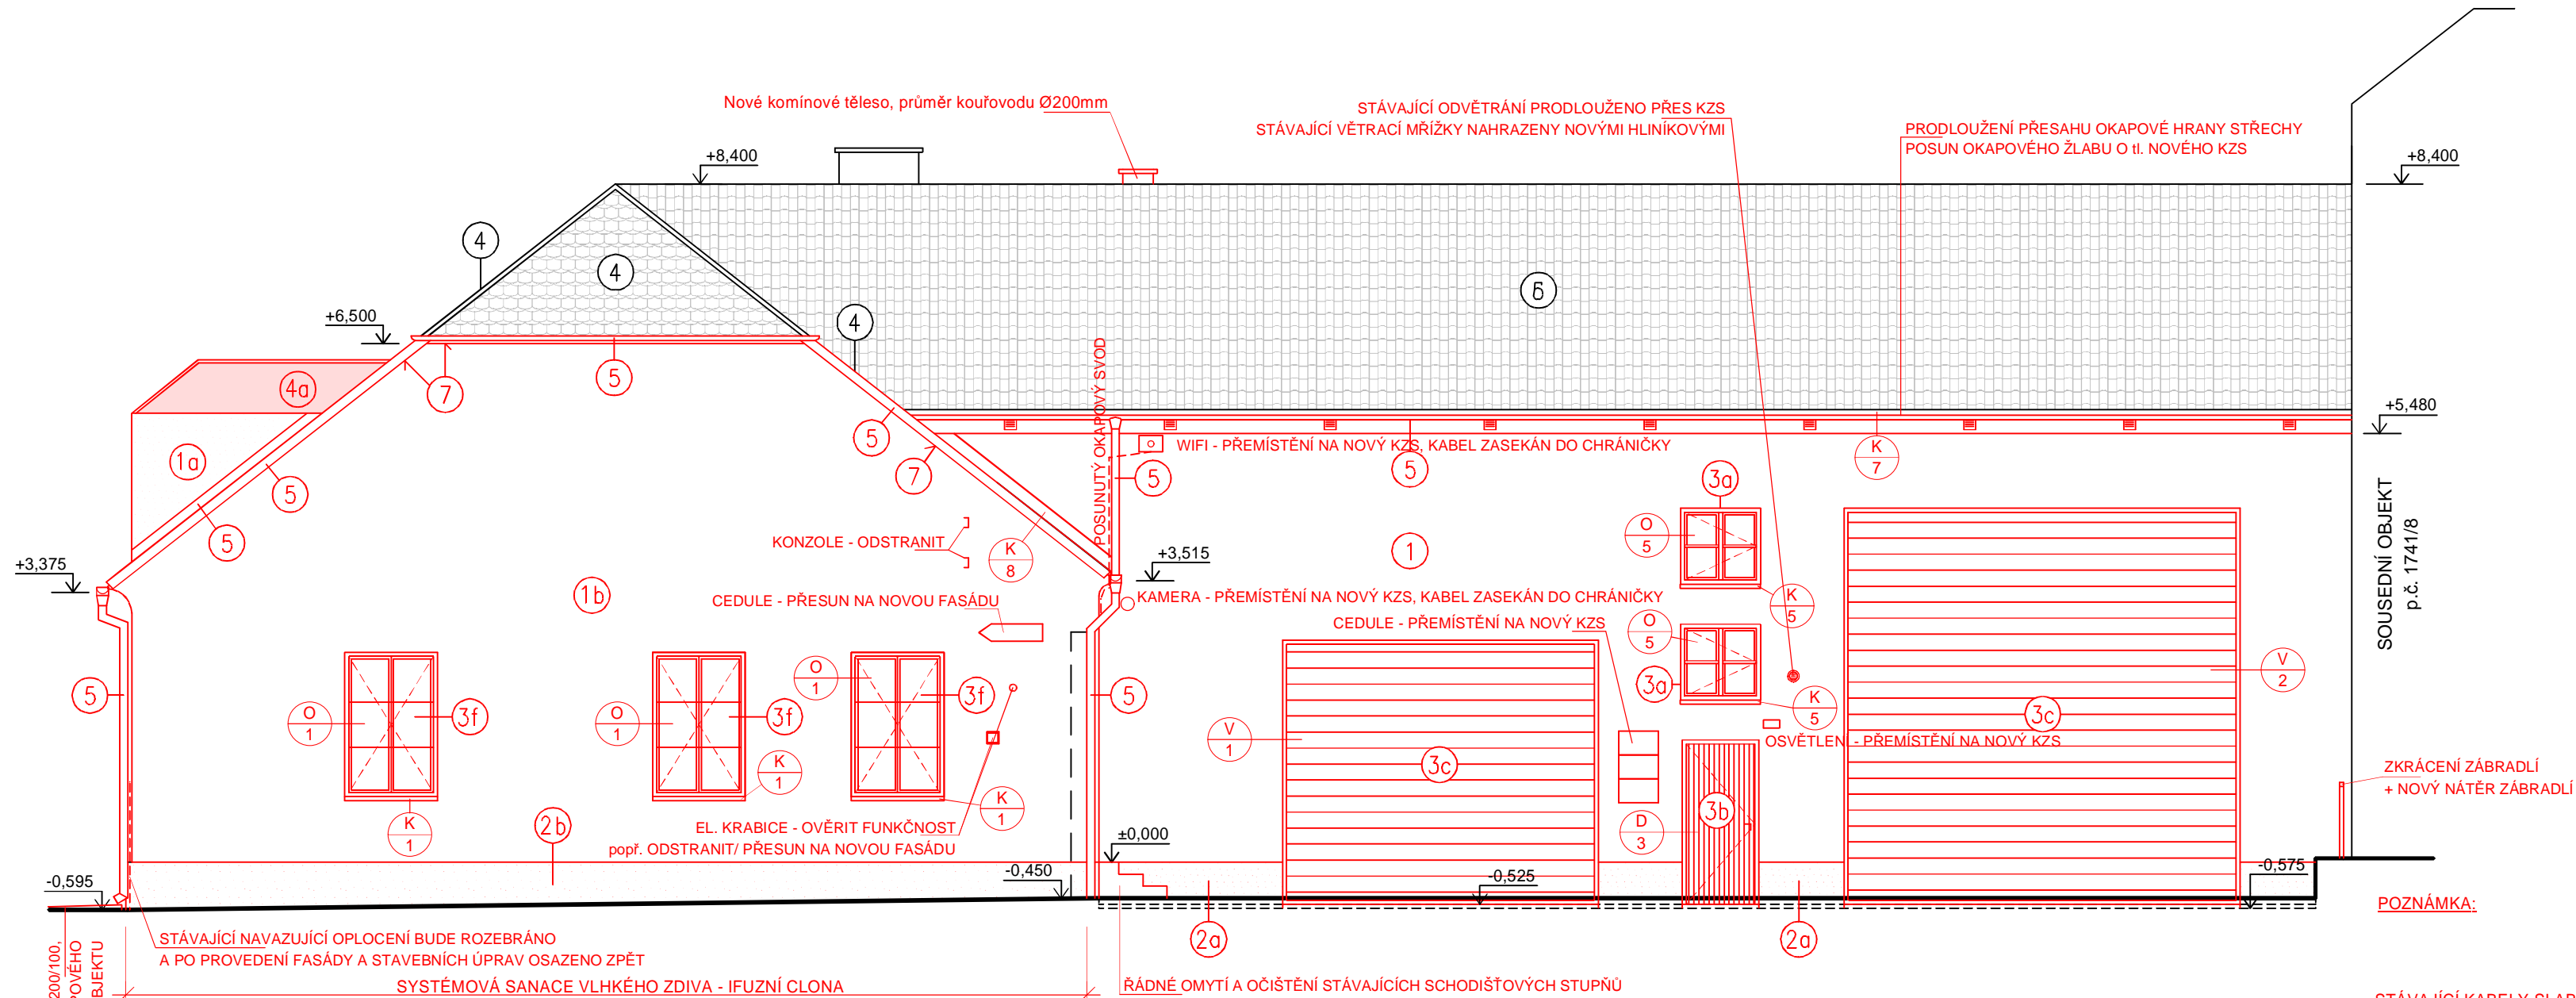 Nové komínové těleso, průměr kouřovodu Ø200mm
STÁVAJÍCÍ ODVĚTRÁNÍ PRODLOUŽENO PŘES KZS
STÁVAJÍCÍ VĚTRACÍ MŘÍŽKY NAHRAZENY NOVÝMI HLINÍKOVÝMI
PRODLOUŽENÍ PŘESAHU OKAPOVÉ HRANY STŘECHY
POSUN OKAPOVÉHO ŽLABU O tl. NOVÉHO KZS
+8,400
+8,400
4
4
6
+6,500
4
5
7
4a
+5,480
5
7
POSUNUTÝ OKAPOVÝ SVOD
WIFI - PŘEMÍSTĚNÍ NA NOVÝ KZS, KABEL ZASEKÁN DO CHRÁNIČKY
5
5
K
7
1a
5
5
3a
O
5
SOUSEDNÍ OBJEKT
p.č. 1741/8
KONZOLE - ODSTRANIT
K
8
1
+3,375
+3,515
1b
CEDULE - PŘESUN NA NOVOU FASÁDU
KAMERA - PŘEMÍSTĚNÍ NA NOVÝ KZS, KABEL ZASEKÁN DO CHRÁNIČKY
K
5
CEDULE - PŘEMÍSTĚNÍ NA NOVÝ KZS
O
5
3a
K
5
V
2
5
O
1
3f
O
1
3f
O
1
3f
5
V
1
3c
3c
OSVĚTLENÍ - PŘEMÍSTĚNÍ NA NOVÝ KZS
K
1
K
1
K
1
ZKRÁCENÍ ZÁBRADLÍ
+ NOVÝ NÁTĚR ZÁBRADLÍ
2b
EL. KRABICE - OVĚRIT FUNKČNOST
popř. ODSTRANIT/ PŘESUN NA NOVOU FASÁDU
±0,000
D
3
3b
-0,595
-0,450
-0,525
-0,575
POZNÁMKA:
2a
2a
STÁVAJÍCÍ NAVAZUJÍCÍ OPLOCENÍ BUDE ROZEBRÁNO
A PO PROVEDENÍ FASÁDY A STAVEBNÍCH ÚPRAV OSAZENO ZPĚT
200/100,
POVÉHO
BJEKTU
SYSTÉMOVÁ SANACE VLHKÉHO ZDIVA - IFUZNÍ CLONA
ŘÁDNÉ OMYTÍ A OČIŠTĚNÍ STÁVAJÍCÍCH SCHODIŠŤOVÝCH STUPŇŮ